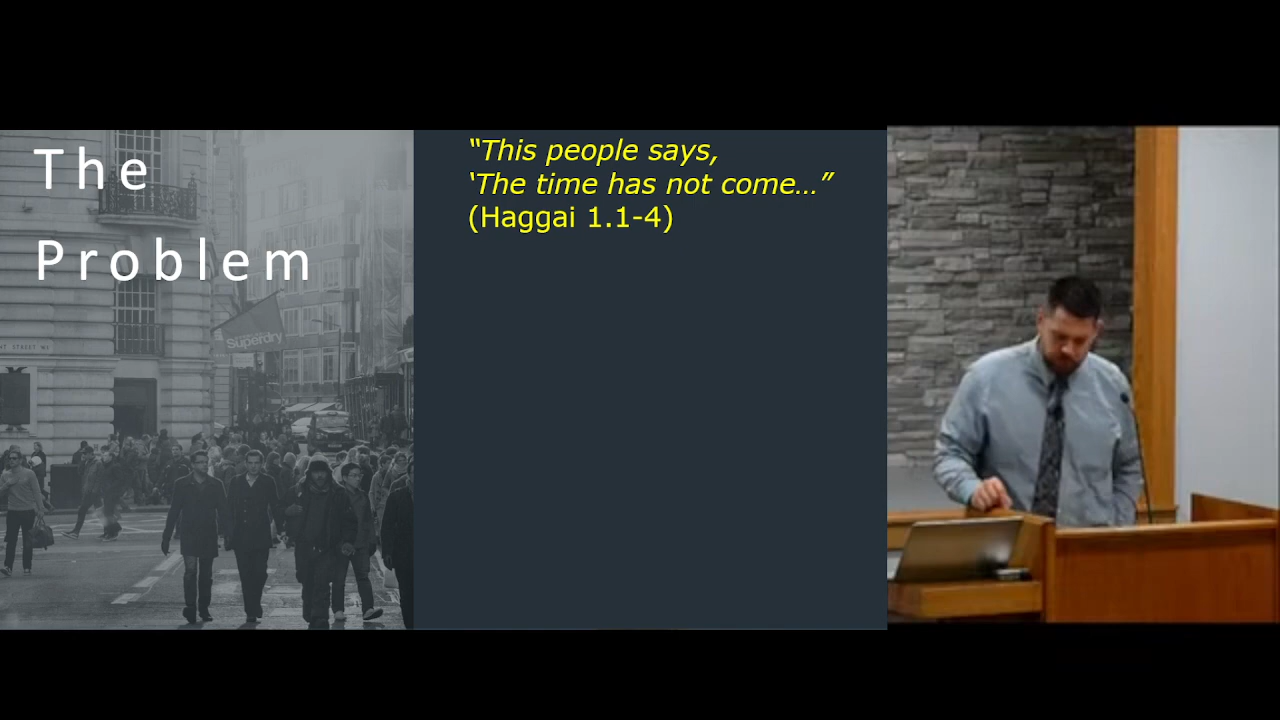 The
Problem
“This people says,
‘The time has not come…”
(Haggai 1.1-4)
Superdry